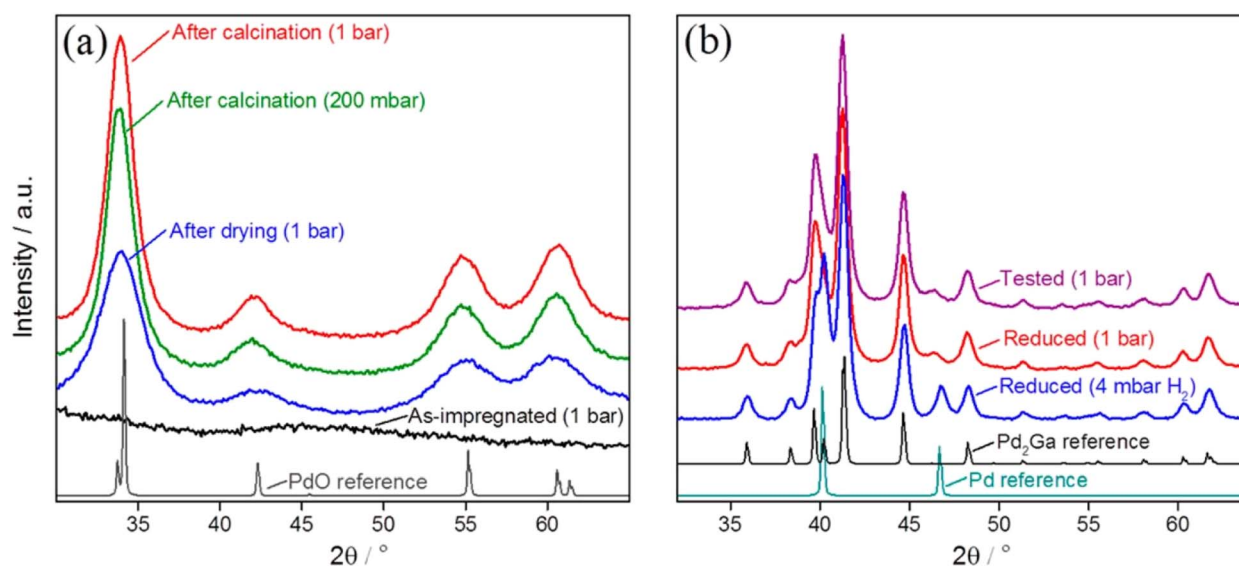 (a)
After calcination (1 bar)
After calcination (200 mbar)
After drying (1 bar)
As-impregnated (1 bar)
PdO reference
Intensity / a.u.
35 40 45 50 55 60
2θ / °
(b)
Tested (1 bar)
Reduced (1 bar)
Reduced (4 mbar H₂)
Pd₂Ga reference
Pd reference
35 40 45 50 55 60
2θ / °